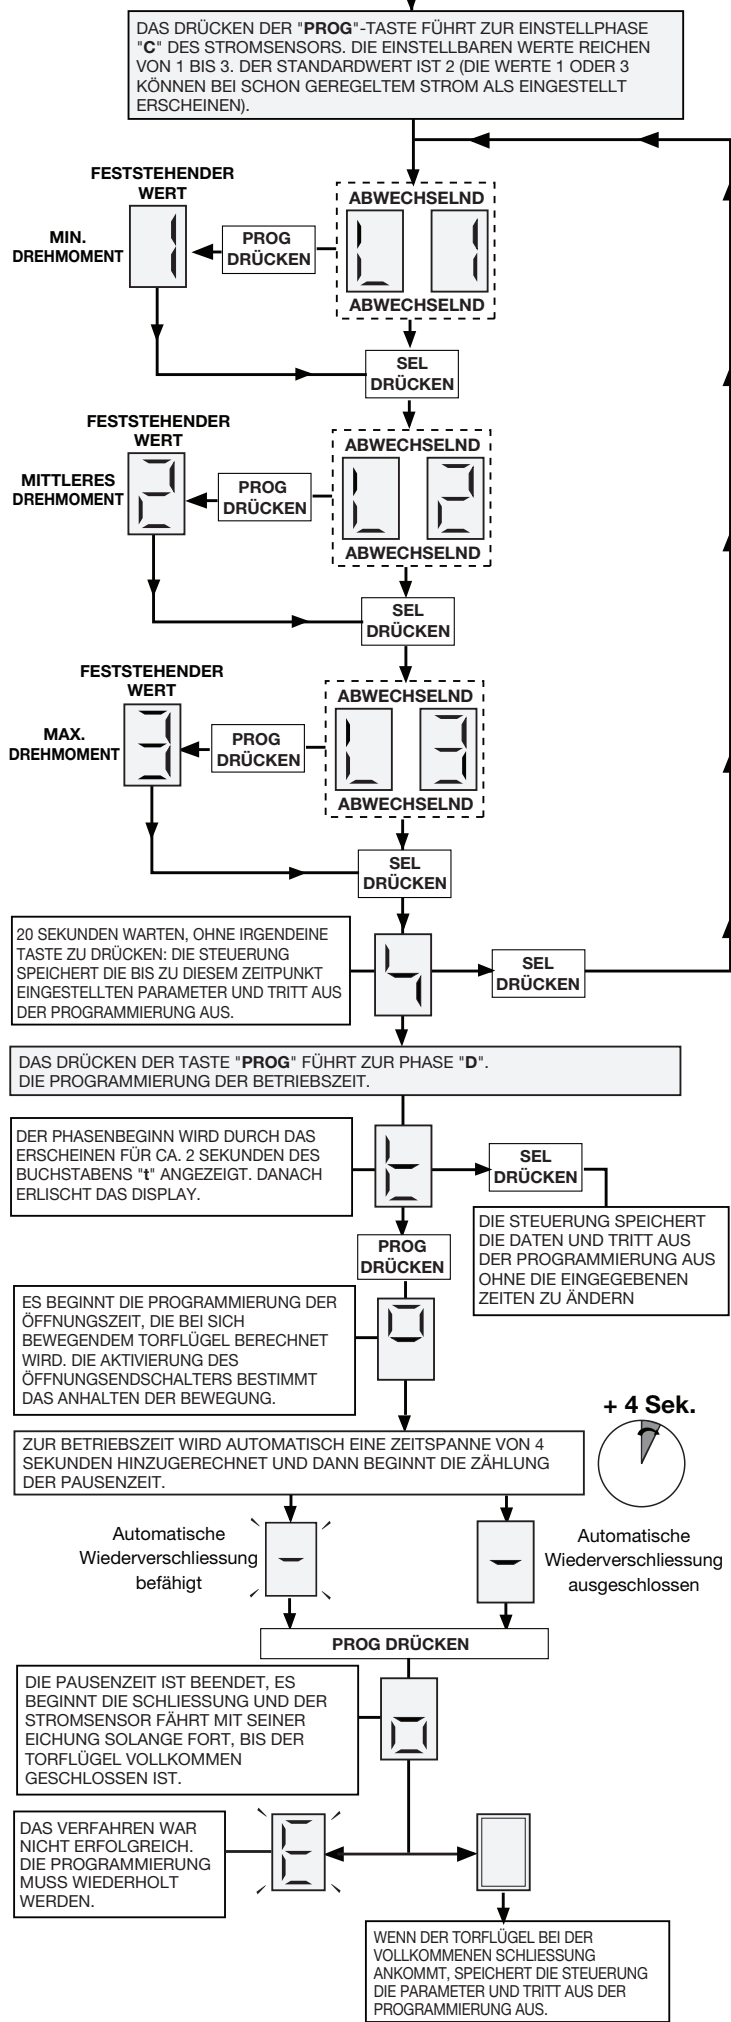 DAS DRÜCKEN DER "PROG"-TASTE FÜHRT ZUR EINSTELLPHASE
"C" DES STROMSENSORS. DIE EINSTELLBAREN WERTE REICHEN
VON 1 BIS 3. DER STANDARDWERT IST 2 (DIE WERTE 1 ODER 3
KÖNNEN BEI SCHON GEREGELTEM STROM ALS EINGESTELLT
ERSCHEINEN).
FESTSTEHENDER
WERT
MIN.
DREHMOMENT
1
PROG
DRÜCKEN
ABWECHSELND
L 1
ABWECHSELND
SEL
DRÜCKEN
FESTSTEHENDER
WERT
MITTLERES
DREHMOMENT
2
PROG
DRÜCKEN
ABWECHSELND
L 2
ABWECHSELND
SEL
DRÜCKEN
FESTSTEHENDER
WERT
MAX.
DREHMOMENT
3
PROG
DRÜCKEN
ABWECHSELND
L 3
ABWECHSELND
SEL
DRÜCKEN
20 SEKUNDEN WARTEN, OHNE IRGENDEINE
TASTE ZU DRÜCKEN: DIE STEUERUNG
SPEICHERT DIE BIS ZU DIESEM ZEITPUNKT
EINGESTELLTEN PARAMETER UND TRITT AUS
DER PROGRAMMIERUNG AUS.
4
SEL
DRÜCKEN
DAS DRÜCKEN DER TASTE "PROG" FÜHRT ZUR PHASE "D".
DIE PROGRAMMIERUNG DER BETRIEBSZEIT.
DER PHASENBEGINN WIRD DURCH DAS
ERSCHEINEN FÜR CA. 2 SEKUNDEN DES
BUCHSTABENS "t" ANGEZEIGT. DANACH
ERLISCHT DAS DISPLAY.
t
SEL
DRÜCKEN
DIE STEUERUNG SPEICHERT
DIE DATEN UND TRITT AUS
DER PROGRAMMIERUNG AUS
OHNE DIE EINGEGEBENEN
ZEITEN ZU ÄNDERN
PROG
DRÜCKEN
ES BEGINNT DIE PROGRAMMIERUNG DER
ÖFFNUNGSZEIT, DIE BEI SICH
BEWEGENDEM TORFLÜGEL BERECHNET
WIRD. DIE AKTIVIERUNG DES
ÖFFNUNGSENDSCHALTERS BESTIMMT
DAS ANHALTEN DER BEWEGUNG.
o
+ 4 Sek.
ZUR BETRIEBSZEIT WIRD AUTOMATISCH EINE ZEITSPANNE VON 4
SEKUNDEN HINZUGERECHNET UND DANN BEGINNT DIE ZÄHLUNG
DER PAUSENZEIT.
Automatische
Wiederverschliessung
befähigt
-
-
Automatische
Wiederverschliessung
ausgeschlossen
PROG DRÜCKEN
DIE PAUSENZEIT IST BEENDET, ES
BEGINNT DIE SCHLIESSUNG UND DER
STROMSENSOR FÄHRT MIT SEINER
EICHUNG SOLANGE FORT, BIS DER
TORFLÜGEL VOLLKOMMEN
GESCHLOSSEN IST.
o
DAS VERFAHREN WAR
NICHT ERFOLGREICH.
DIE PROGRAMMIERUNG
MUSS WIEDERHOLT
WERDEN.
E
WENN DER TORFLÜGEL BEI DER
VOLLKOMMENEN SCHLIESSUNG
ANKOMMT, SPEICHERT DIE STEUERUNG
DIE PARAMETER UND TRITT AUS DER
PROGRAMMIERUNG AUS.